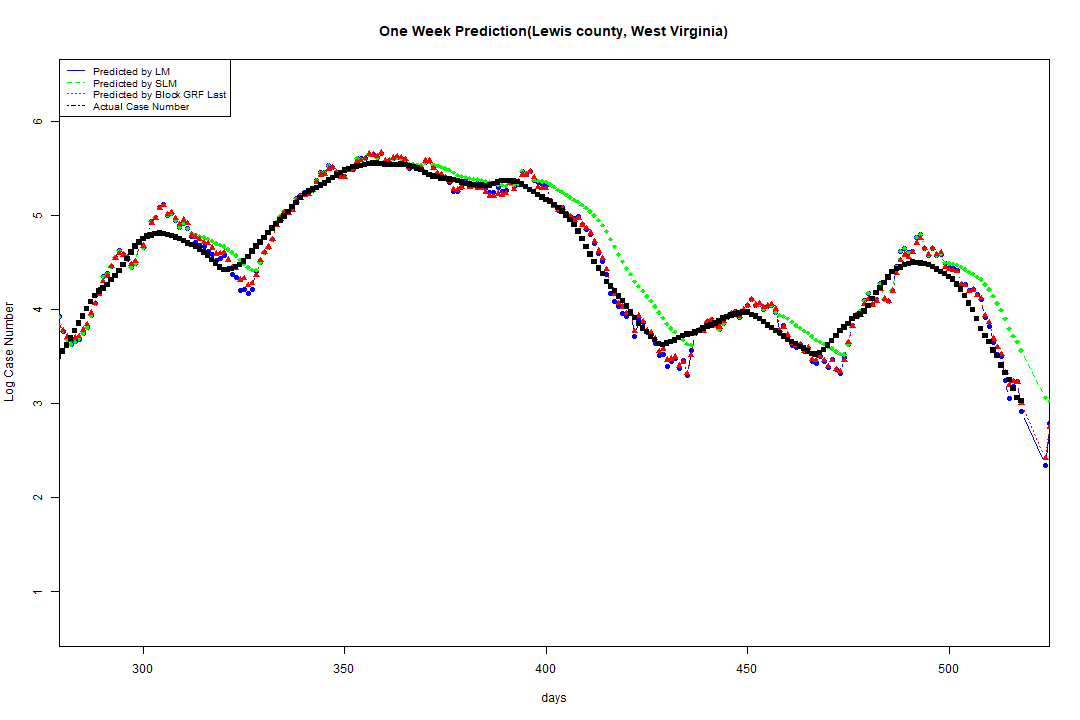 One Week Prediction(Lewis county, West Virginia)
Predicted by LM
Predicted by SLM
Predicted by Block GRF Last
Actual Case Number
6
5
4
3
2
1
Log Case Number
300 350 400 450 500
days